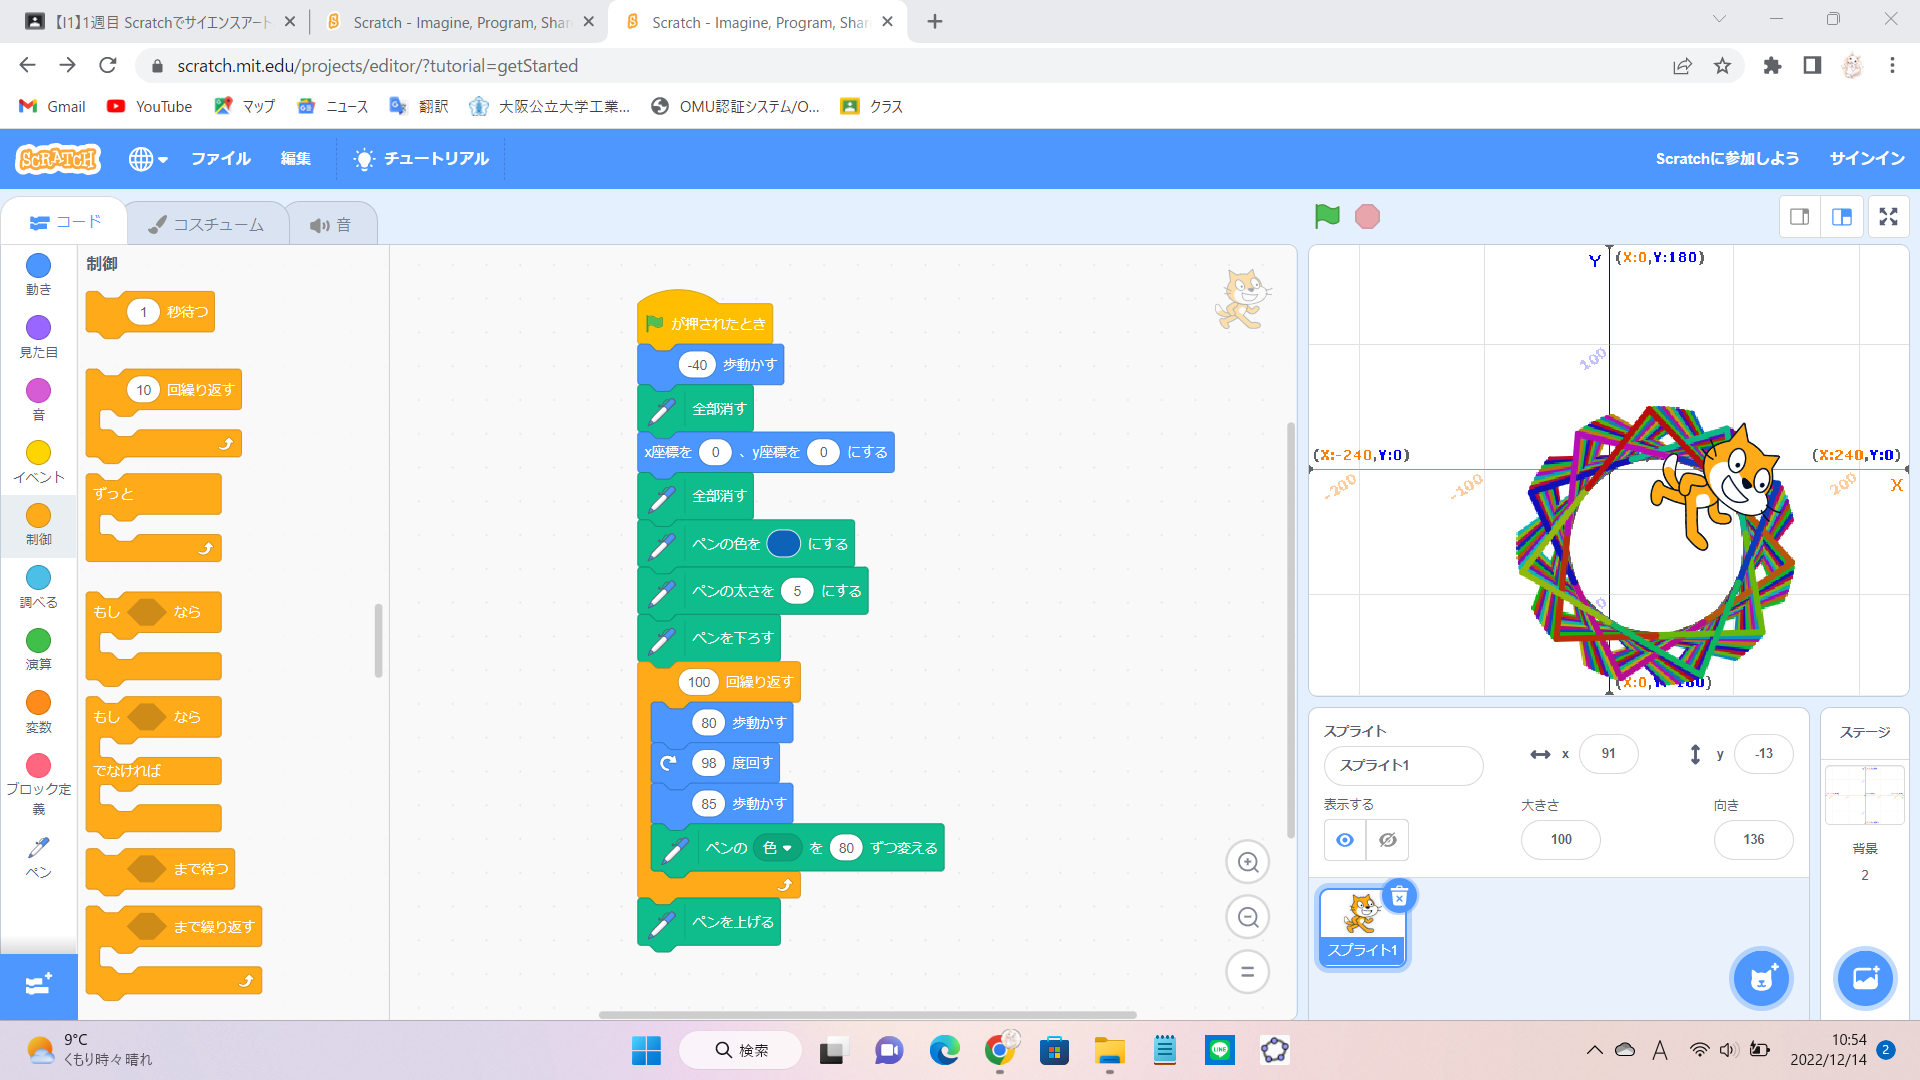 【I1】1週目 Scratchでサイエンスアート
Scratch - Imagine, Program, Shar
Scratch - Imagine, Program, Shar
scratch.mit.edu/projects/editor/?tutorial=getStarted
Gmail
YouTube
マップ
ニュース
翻訳
大阪公立大学工業...
OMU認証システム/O...
クラス
SCRATCH
ファイル
編集
チュートリアル
Scratchに参加しよう
サインイン
コード
コスチューム
音
動き
見た目
音
イベント
制御
調べる
演算
変数
ブロック定
義
ペン
制御
1 秒待つ
10 回繰り返す
ずっと
もし なら
もし なら
でなければ
まで待つ
まで繰り返す
が押されたとき
-40 歩動かす
全部消す
x座標を 0 、y座標を 0 にする
全部消す
ペンの色を にする
ペンの太さを 5 にする
ペンを下ろす
100 回繰り返す
80 歩動かす
98 度回す
85 歩動かす
ペンの 色 を 80 ずつ変える
ペンを上げる
Y (X:0,Y:180)
100
(X:-240,Y:0)
(X:240,Y:0)
-200
-100
200
X
スプライト
スプライト1
x 91
y -13
表示する
大きさ
100
向き
136
スプライト1
ステージ
背景
2
9°C
くもり時々晴れ
検索
LINE
A
10:54
2022/12/14
2